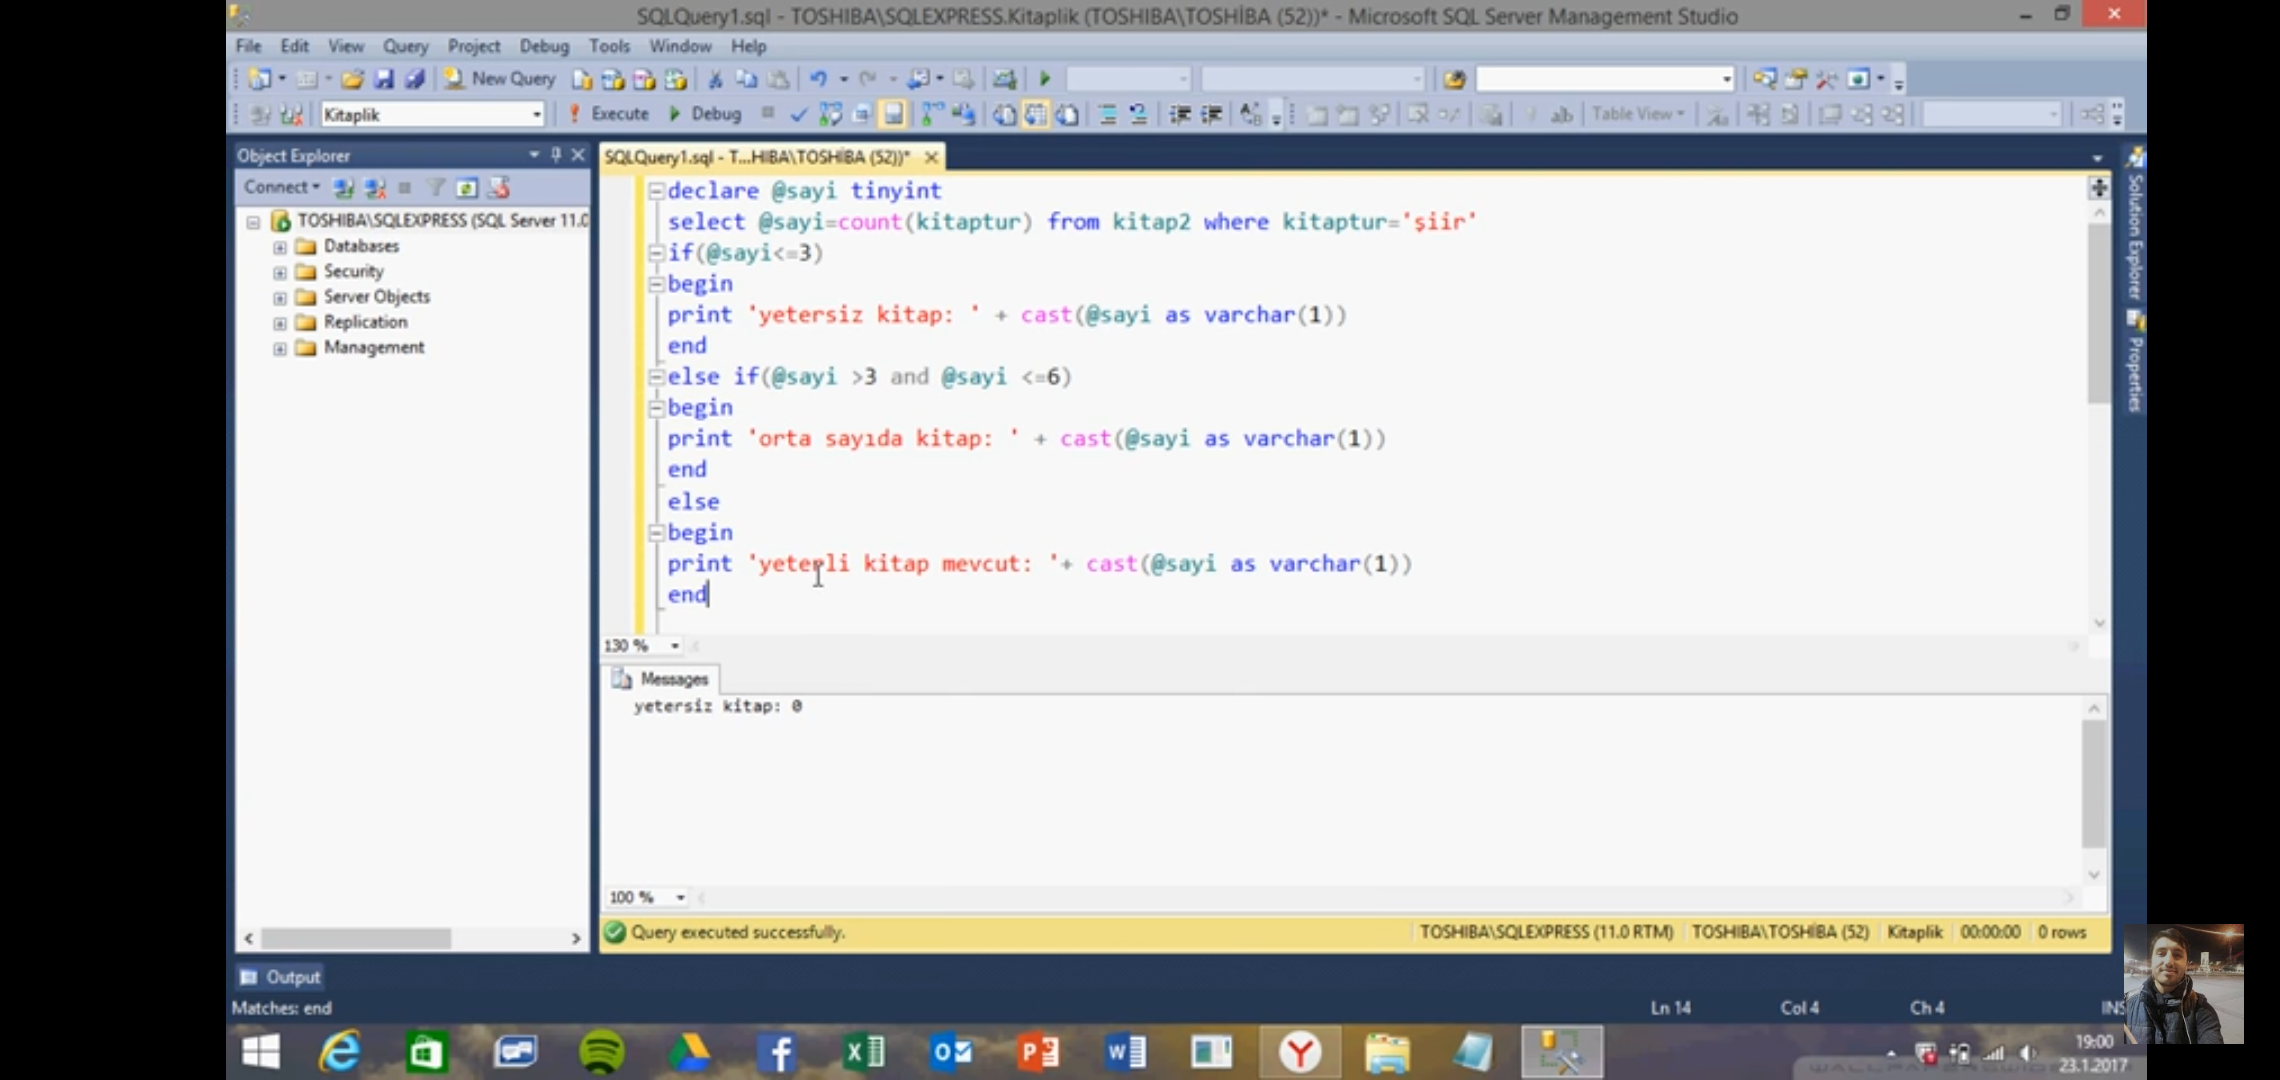 SQLQuery1.sql - TOSHIBA\SQLEXPRESS.Kitaplik (TOSHIBA\TOSHİBA (52))* - Microsoft SQL Server Management Studio
File Edit View Query Project Debug Tools Window Help
New Query
Kitaplik Execute Debug Table View
Object Explorer
SQLQuery1.sql - T...HIBA\TOSHİBA (52))*
Connect
TOSHIBA\SQLEXPRESS (SQL Server 11.0
Databases
Security
Server Objects
Replication
Management
declare @sayi tinyint
select @sayi=count(kitaptur) from kitap2 where kitaptur='şiir'
if(@sayi<=3)
begin
print 'yetersiz kitap: ' + cast(@sayi as varchar(1))
end
else if(@sayi >3 and @sayi <=6)
begin
print 'orta sayıda kitap: ' + cast(@sayi as varchar(1))
end
else
begin
print 'yeterli kitap mevcut: '+ cast(@sayi as varchar(1))
end
130 %
Messages
yetersiz kitap: 0
100 %
Query executed successfully.
TOSHIBA\SQLEXPRESS (11.0 RTM) TOSHIBA\TOSHİBA (52) Kitaplik 00:00:00 0 rows
Solution Explorer
Properties
Output
Matches: end Ln 14 Col 4 Ch 4 INS
19:00
23.1.2017